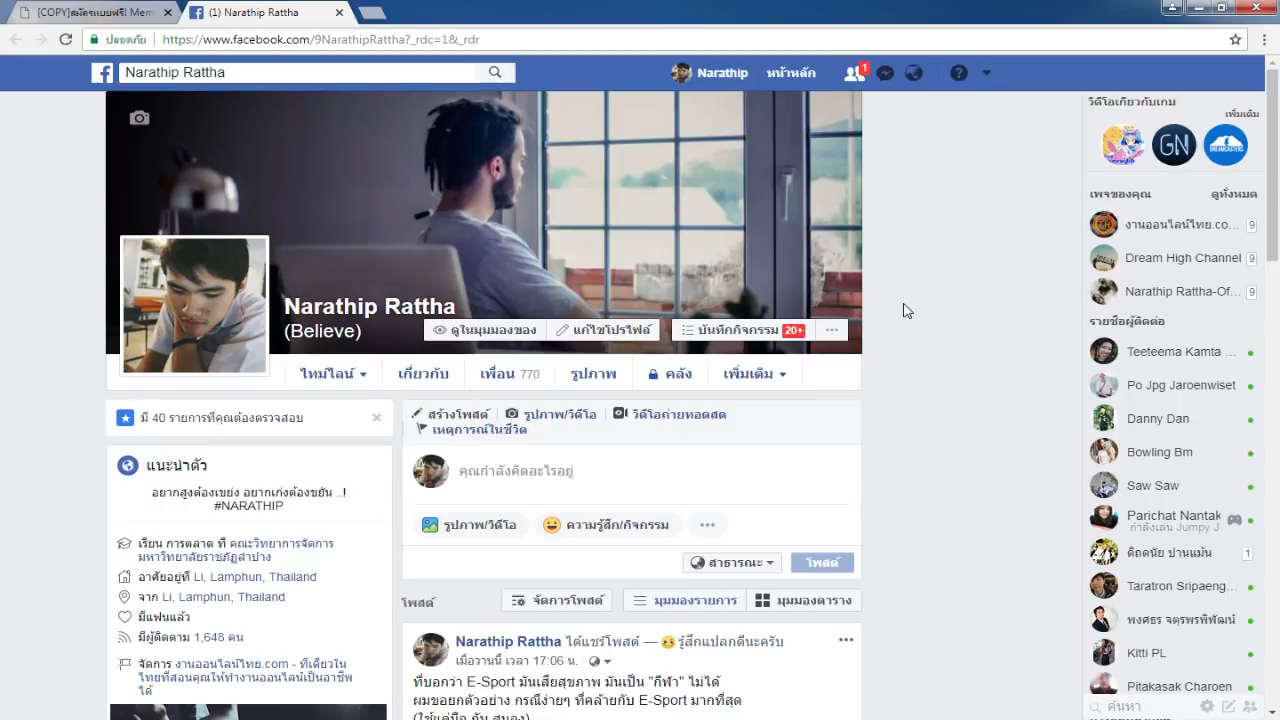 [COPY]สมัครแบบฟรี! Mem
(1) Narathip Rattha
ปลอดภัย
https://www.facebook.com/9NarathipRattha?_rdc=1&_rdr
Narathip Rattha
Narathip
หน้าหลัก
1
Narathip Rattha
(Believe)
ดูในมุมมองของ
แก้ไขโปรไฟล์
บันทึกกิจกรรม 20+
ไทม์ไลน์
เกี่ยวกับ
เพื่อน 770
รูปภาพ
คลัง
เพิ่มเติม
มี 40 รายการที่คุณต้องตรวจสอบ
แนะนำตัว
อยากสูงต้องเขย่ง อยากเก่งต้องขยัน ..!
#NARATHIP
เรียน การตลาด ที่ คณะวิทยาการจัดการ
มหาวิทยาลัยราชภัฏลำปาง
อาศัยอยู่ที่ Li, Lamphun, Thailand
จาก Li, Lamphun, Thailand
มีแฟนแล้ว
มีผู้ติดตาม 1,648 คน
จัดการ งานออนไลน์ไทย.com - ที่เดียวใน
ไทยที่สอนคุณให้ทำงานออนไลน์เป็นอาชีพ
ได้
สร้างโพสต์
รูปภาพ/วิดีโอ
วิดีโอถ่ายทอดสด
เหตุการณ์ในชีวิต
คุณกำลังคิดอะไรอยู่
รูปภาพ/วิดีโอ
ความรู้สึก/กิจกรรม
สาธารณะ
โพสต์
โพสต์
จัดการโพสต์
มุมมองรายการ
มุมมองตาราง
Narathip Rattha ได้แชร์โพสต์ — รู้สึกแปลกดีนะครับ
เมื่อวานนี้ เวลา 17:06 น.
ที่บอกว่า E-Sport มันเสียสุขภาพ มันเป็น "กีฬา" ไม่ได้
ผมขอยกตัวอย่าง กรณีง่ายๆ ที่คล้ายกับ E-Sport มากที่สุด
(ใช้แค่มือ กับ สมอง)
วิดีโอเกี่ยวกับเกม
เพิ่มเติม
GN
เพจของคุณ
ดูทั้งหมด
งานออนไลน์ไทย.co... 9
Dream High Channel 9
Narathip Rattha-Of... 9
รายชื่อผู้ติดต่อ
Teeteema Kamta ...
Po Jpg Jaroenwiset
Danny Dan
Bowling Bm
Saw Saw
Parichat Nantak
กำลังเล่น Jumpy J
ดิถดนัย ปานแม้น 1
Taratron Sripaeng...
พงศธร จตุรพรพิพัฒน์
Kitti PL
Pitakasak Charoen
ค้นหา